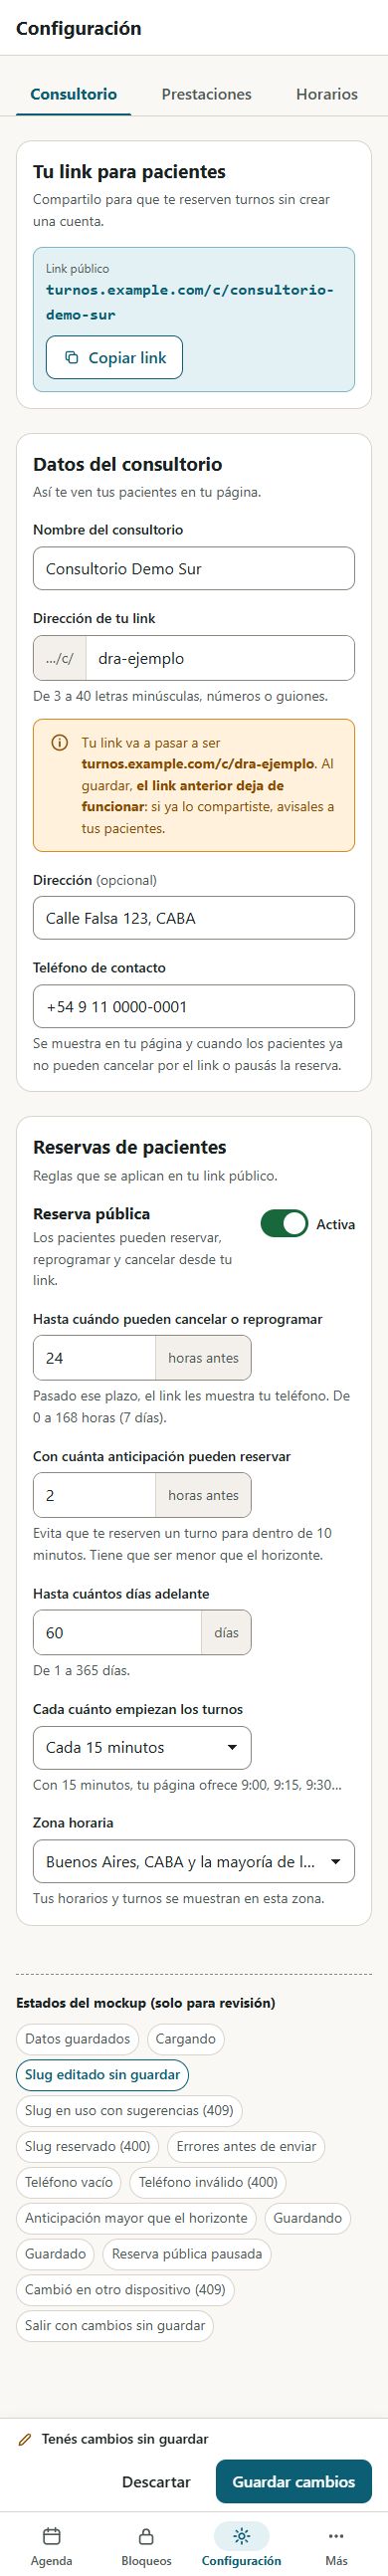 Configuración
Consultorio
Prestaciones
Horarios
Tu link para pacientes
Compartilo para que te reserven turnos sin crear
una cuenta.
Link público
turnos.example.com/c/consultorio-
demo-sur
Copiar link
Datos del consultorio
Así te ven tus pacientes en tu página.
Nombre del consultorio
Consultorio Demo Sur
Dirección de tu link
.../c/ dra-ejemplo
De 3 a 40 letras minúsculas, números o guiones.
Tu link va a pasar a ser
turnos.example.com/c/dra-ejemplo. Al
guardar, el link anterior deja de
funcionar: si ya lo compartiste, avisales a
tus pacientes.
Dirección (opcional)
Calle Falsa 123, CABA
Teléfono de contacto
+54 9 11 0000-0001
Se muestra en tu página y cuando los pacientes ya
no pueden cancelar por el link o pausás la reserva.
Reservas de pacientes
Reglas que se aplican en tu link público.
Reserva pública
Los pacientes pueden reservar,
reprogramar y cancelar desde tu
link.
Activa
Hasta cuándo pueden cancelar o reprogramar
24 horas antes
Pasado ese plazo, el link les muestra tu teléfono. De
0 a 168 horas (7 días).
Con cuánta anticipación pueden reservar
2 horas antes
Evita que te reserven un turno para dentro de 10
minutos. Tiene que ser menor que el horizonte.
Hasta cuántos días adelante
60 días
De 1 a 365 días.
Cada cuánto empiezan los turnos
Cada 15 minutos
Con 15 minutos, tu página ofrece 9:00, 9:15, 9:30...
Zona horaria
Buenos Aires, CABA y la mayoría de l...
Tus horarios y turnos se muestran en esta zona.
Estados del mockup (solo para revisión)
Datos guardados
Cargando
Slug editado sin guardar
Slug en uso con sugerencias (409)
Slug reservado (400)
Errores antes de enviar
Teléfono vacío
Teléfono inválido (400)
Anticipación mayor que el horizonte
Guardando
Guardado
Reserva pública pausada
Cambió en otro dispositivo (409)
Salir con cambios sin guardar
Tenés cambios sin guardar
Descartar
Guardar cambios
Agenda
Bloqueos
Configuración
Más